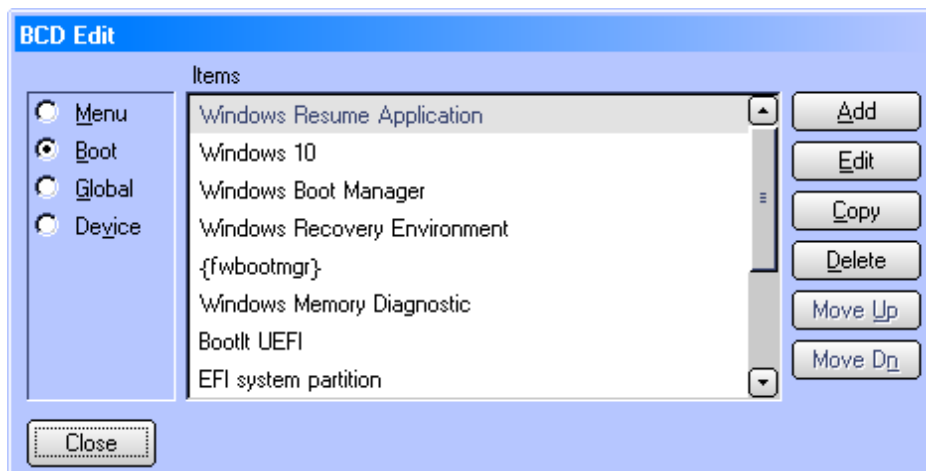 BCD Edit
Items
Menu
Boot
Global
Device
Windows Resume Application
Windows 10
Windows Boot Manager
Windows Recovery Environment
{fwbootmgr}
Windows Memory Diagnostic
BootIt UEFI
EFI system partition
Add
Edit
Copy
Delete
Move Up
Move Dn
Close